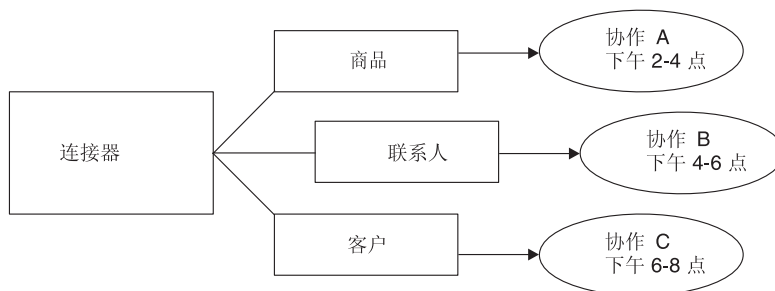 商品
协作 A
下午 2-4 点
连接器
联系人
协作 B
下午 4-6 点
客户
协作 C
下午 6-8 点